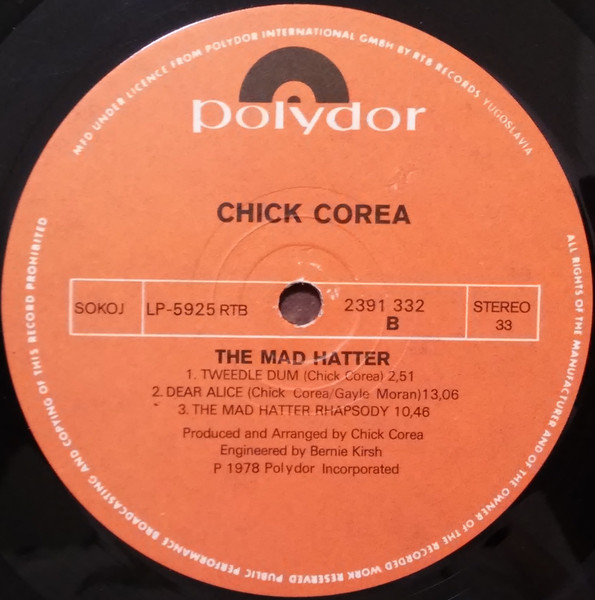 MFD UNDER LICENCE FROM POLYDOR INTERNATIONAL GMBH BY RTB RECORDS YUGOSLAVIA
polydor
CHICK COREA
SOKOJ LP-5925 RTB 2391 332 STEREO
B 33
THE MAD HATTER
1. TWEEDLE DUM (Chick Corea) 2,51
2. DEAR ALICE (Chick Corea/Gayle Moran)13,06
3. THE MAD HATTER RHAPSODY 10,46
Produced and Arranged by Chick Corea
Engineered by Bernie Kirsh
P 1978 Polydor Incorporated
ALL RIGHTS OF THE MANUFACTURER AND OF THE OWNER OF THE RECORDED WORK RESERVED PUBLIC PERFORMANCE BROADCASTING AND COPYING OF THIS RECORD PROHIBITED